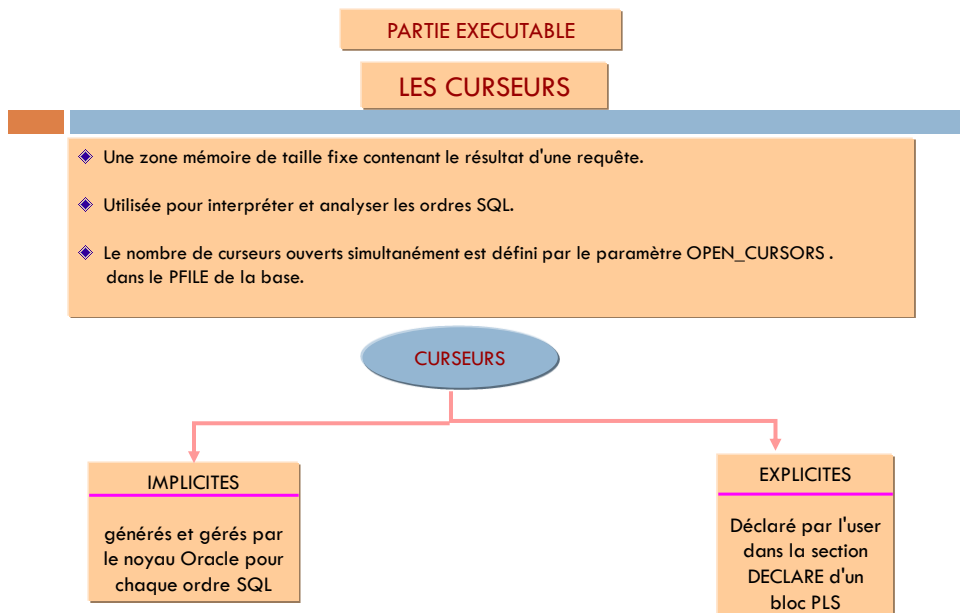 PARTIE EXECUTABLE
LES CURSEURS
Une zone mémoire de taille fixe contenant le résultat d'une requête.
Utilisée pour interpréter et analyser les ordres SQL.
Le nombre de curseurs ouverts simultanément est défini par le paramètre OPEN_CURSORS .
dans le PFILE de la base.
CURSEURS
IMPLICITES
générés et gérés par
le noyau Oracle pour
chaque ordre SQL
EXPLICITES
Déclaré par l'user
dans la section
DECLARE d'un
bloc PLS